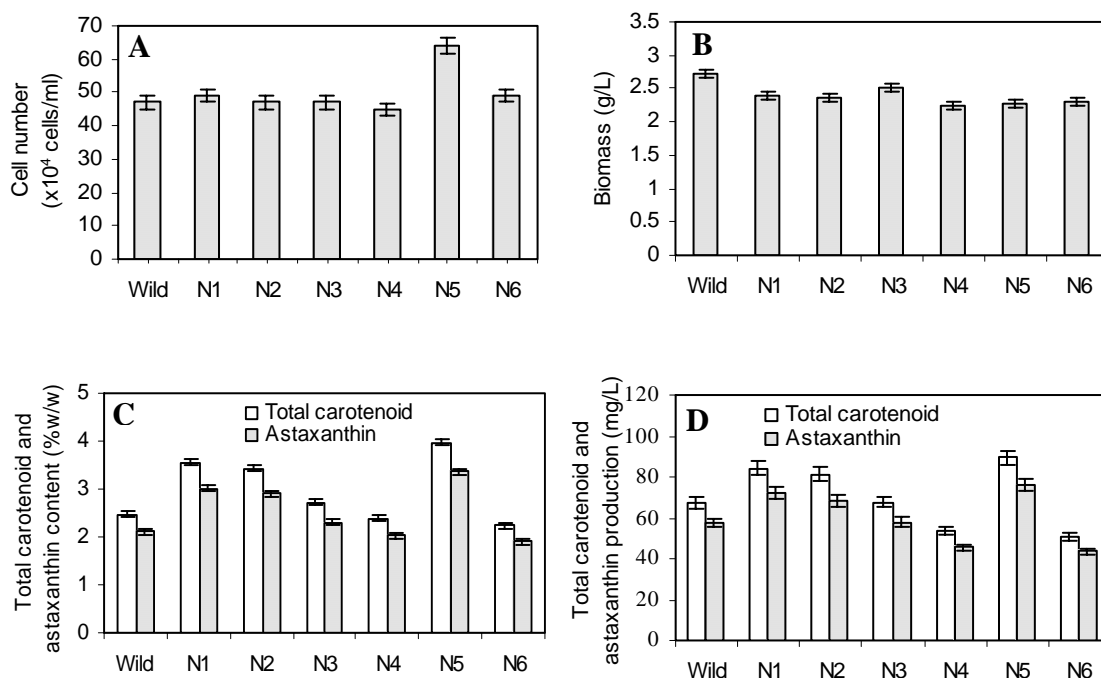 A
Cell number
(x10⁴ cells/ml)
70
60
50
40
30
20
10
0
Wild N1 N2 N3 N4 N5 N6
B
Biomass (g/L)
3.5
3
2.5
2
1.5
1
0.5
0
Wild N1 N2 N3 N4 N5 N6
C
Total carotenoid and
astaxanthin content (%w/w)
5
4
3
2
1
0
Total carotenoid
Astaxanthin
Wild N1 N2 N3 N4 N5 N6
D
Total carotenoid and
astaxanthin production (mg/L)
120
100
80
60
40
20
0
Total carotenoid
Astaxanthin
Wild N1 N2 N3 N4 N5 N6